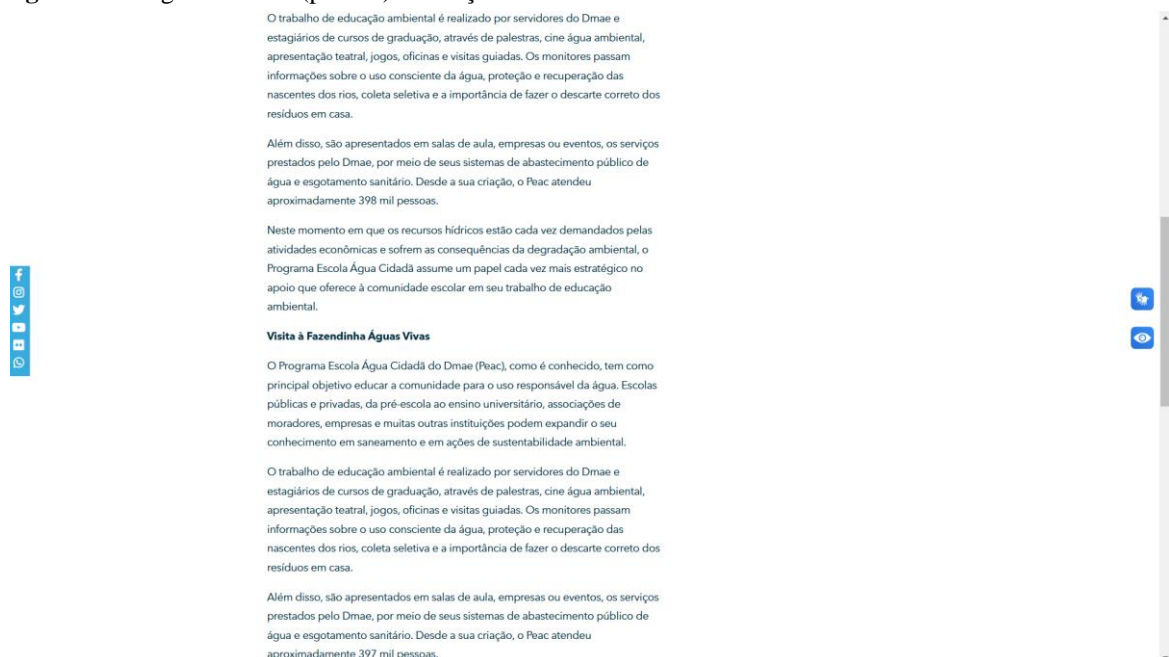 O trabalho de educação ambiental é realizado por servidores do Dmae e
estagiários de cursos de graduação, através de palestras, cine água ambiental,
apresentação teatral, jogos, oficinas e visitas guiadas. Os monitores passam
informações sobre o uso consciente da água, proteção e recuperação das
nascentes dos rios, coleta seletiva e a importância de fazer o descarte correto dos
resíduos em casa.
Além disso, são apresentados em salas de aula, empresas ou eventos, os serviços
prestados pelo Dmae, por meio de seus sistemas de abastecimento público de
água e esgotamento sanitário. Desde a sua criação, o Peac atendeu
aproximadamente 398 mil pessoas.
Neste momento em que os recursos hídricos estão cada vez demandados pelas
atividades econômicas e sofrem as consequências da degradação ambiental, o
Programa Escola Água Cidadã assume um papel cada vez mais estratégico no
apoio que oferece à comunidade escolar em seu trabalho de educação
ambiental.
Visita à Fazendinha Águas Vivas
O Programa Escola Água Cidadã do Dmae (Peac), como é conhecido, tem como
principal objetivo educar a comunidade para o uso responsável da água. Escolas
públicas e privadas, da pré-escola ao ensino universitário, associações de
moradores, empresas e muitas outras instituições podem expandir o seu
conhecimento em saneamento e em ações de sustentabilidade ambiental.
O trabalho de educação ambiental é realizado por servidores do Dmae e
estagiários de cursos de graduação, através de palestras, cine água ambiental,
apresentação teatral, jogos, oficinas e visitas guiadas. Os monitores passam
informações sobre o uso consciente da água, proteção e recuperação das
nascentes dos rios, coleta seletiva e a importância de fazer o descarte correto dos
resíduos em casa.
Além disso, são apresentados em salas de aula, empresas ou eventos, os serviços
prestados pelo Dmae, por meio de seus sistemas de abastecimento público de
água e esgotamento sanitário. Desde a sua criação, o Peac atendeu
aproximadamente 397 mil pessoas.